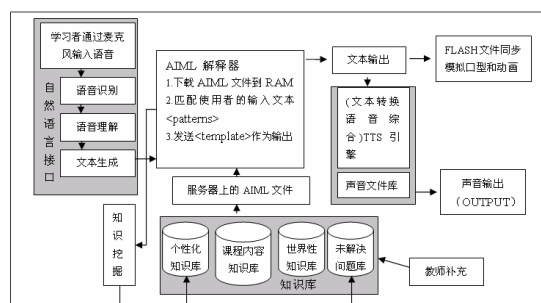 学习者通过麦克
风输入语音
自然语言接口
语音识别
语音理解
文本生成
AIML 解释器
1.下载 AIML 文件到 RAM
2.匹配使用者的输入文本
<patterns>
3.发送<template>作为输出
文本输出
FLASH文件同步
模拟口型和动画
(文本转换
语音综
合)TTS 引
擎
声音文件库
声音输出
(OUTPUT)
服务器上的 AIML 文件
知识挖掘
个性化
知识库
课程内容
知识库
世界性
知识库
未解决
问题库
知识库
教师补充